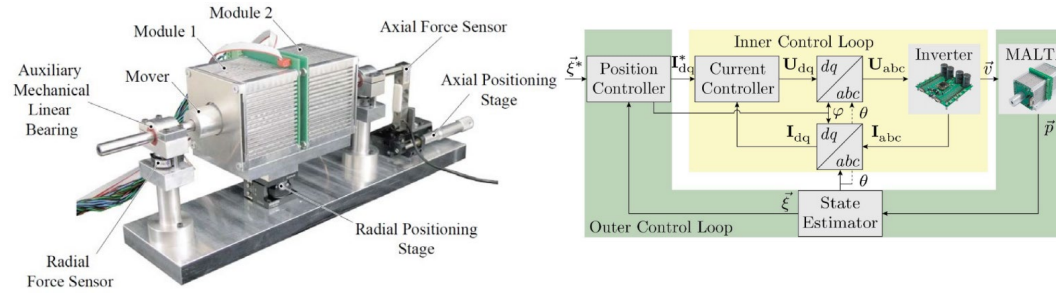 Module 2
Module 1
Axial Force Sensor
Auxiliary
Mechanical
Linear
Bearing
Mover
Axial Positioning
Stage
Radial Positioning
Stage
Radial
Force Sensor
Inner Control Loop
Inverter
MALTI
ξ⃗*
Position
Controller
I*dq
Current
Controller
Udq
dq
abc
Uabc
v⃗
φ
θ
Idq
dq
abc
Iabc
p⃗
θ
ξ⃗
State
Estimator
Outer Control Loop